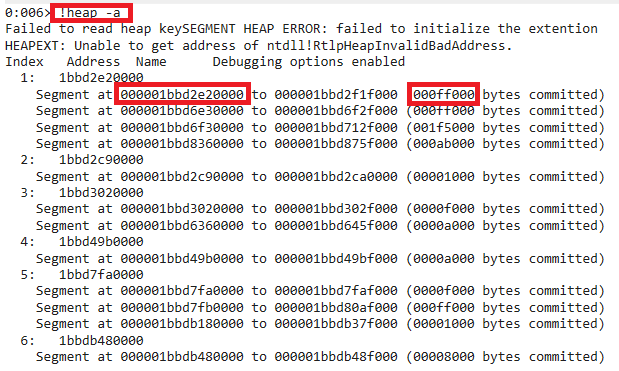 0:006> !heap -a
Failed to read heap keySEGMENT HEAP ERROR: failed to initialize the extention
HEAPEXT: Unable to get address of ntdll!RtlpHeapInvalidBadAddress.
Index   Address  Name      Debugging options enabled
  1:   1bbd2e20000
    Segment at 000001bbd2e20000 to 000001bbd2f1f000 (000ff000 bytes committed)
    Segment at 000001bbd6e30000 to 000001bbd6f2f000 (000ff000 bytes committed)
    Segment at 000001bbd6f30000 to 000001bbd712f000 (001f5000 bytes committed)
    Segment at 000001bbd8360000 to 000001bbd875f000 (000ab000 bytes committed)
  2:   1bbd2c90000
    Segment at 000001bbd2c90000 to 000001bbd2ca0000 (00001000 bytes committed)
  3:   1bbd3020000
    Segment at 000001bbd3020000 to 000001bbd302f000 (0000f000 bytes committed)
    Segment at 000001bbd6360000 to 000001bbd645f000 (0000a000 bytes committed)
  4:   1bbd49b0000
    Segment at 000001bbd49b0000 to 000001bbd49bf000 (0000a000 bytes committed)
  5:   1bbd7fa0000
    Segment at 000001bbd7fa0000 to 000001bbd7faf000 (0000f000 bytes committed)
    Segment at 000001bbd7fb0000 to 000001bbd80af000 (000ff000 bytes committed)
    Segment at 000001bbdb180000 to 000001bbdb37f000 (00001000 bytes committed)
  6:   1bbdb480000
    Segment at 000001bbdb480000 to 000001bbdb48f000 (00008000 bytes committed)